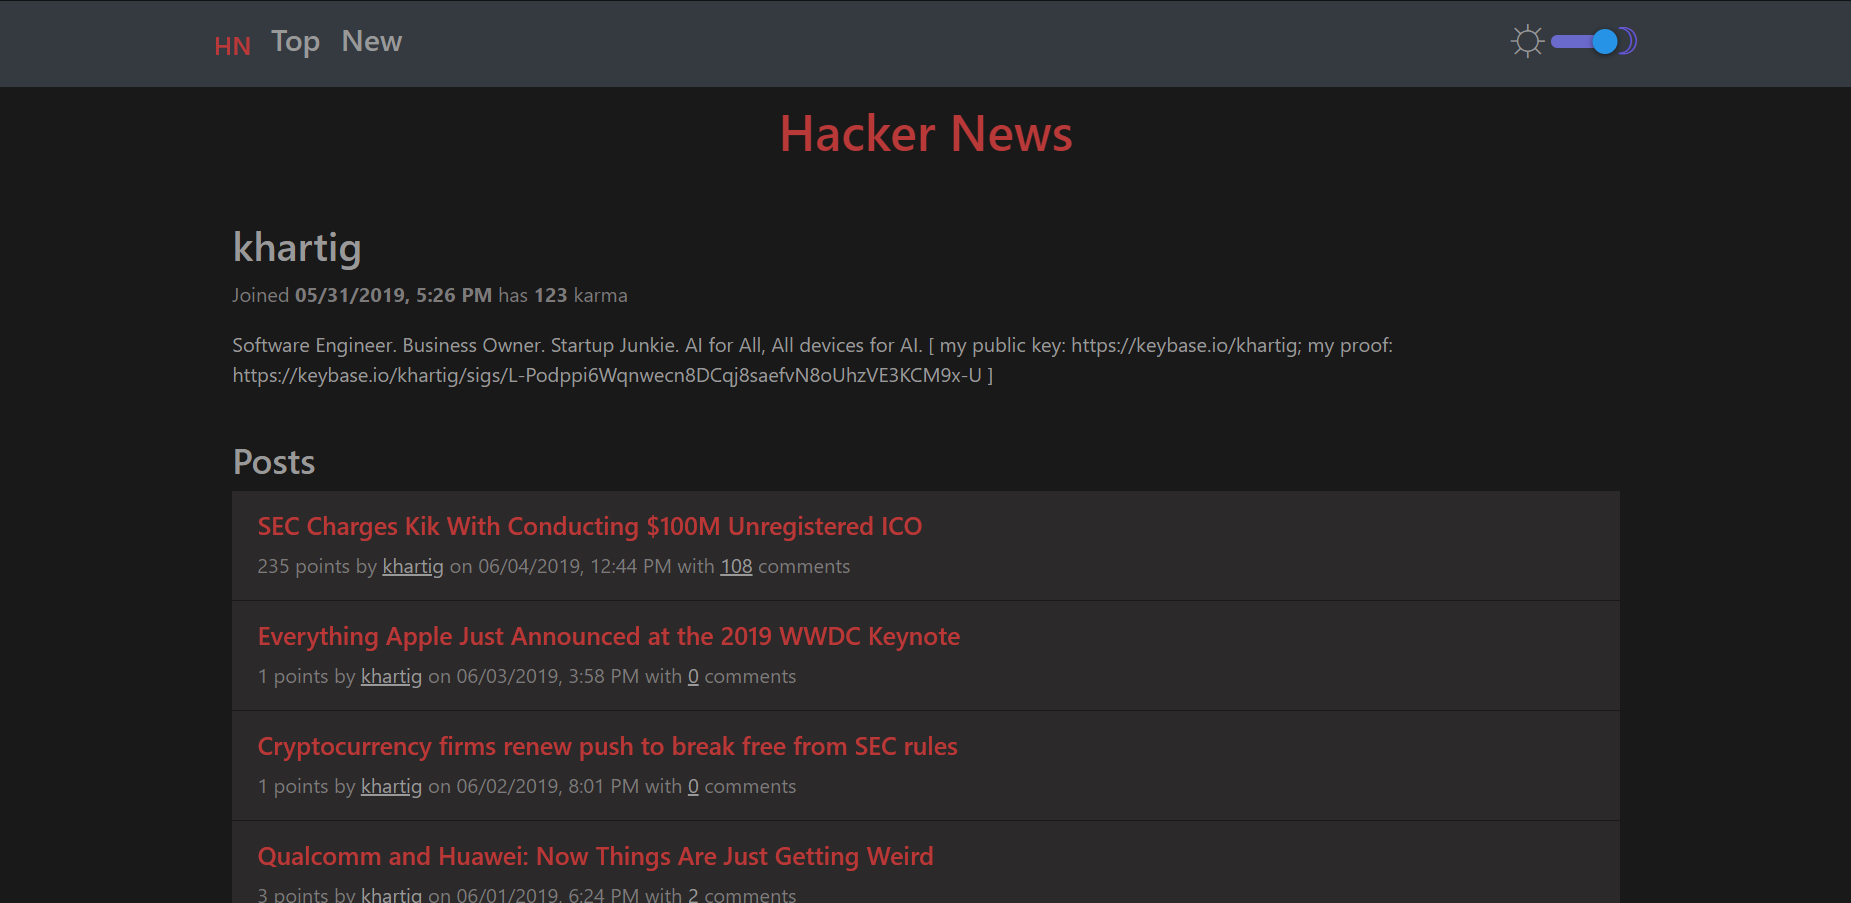 HN Top New
Hacker News
khartig
Joined 05/31/2019, 5:26 PM has 123 karma
Software Engineer. Business Owner. Startup Junkie. AI for All, All devices for AI. [ my public key: https://keybase.io/khartig; my proof:
https://keybase.io/khartig/sigs/L-Podppi6Wqnwecn8DCqj8saefvN8oUhzVE3KCM9x-U ]
Posts
SEC Charges Kik With Conducting $100M Unregistered ICO
235 points by khartig on 06/04/2019, 12:44 PM with 108 comments
Everything Apple Just Announced at the 2019 WWDC Keynote
1 points by khartig on 06/03/2019, 3:58 PM with 0 comments
Cryptocurrency firms renew push to break free from SEC rules
1 points by khartig on 06/02/2019, 8:01 PM with 0 comments
Qualcomm and Huawei: Now Things Are Just Getting Weird
3 points by khartig on 06/01/2019, 6:24 PM with 2 comments